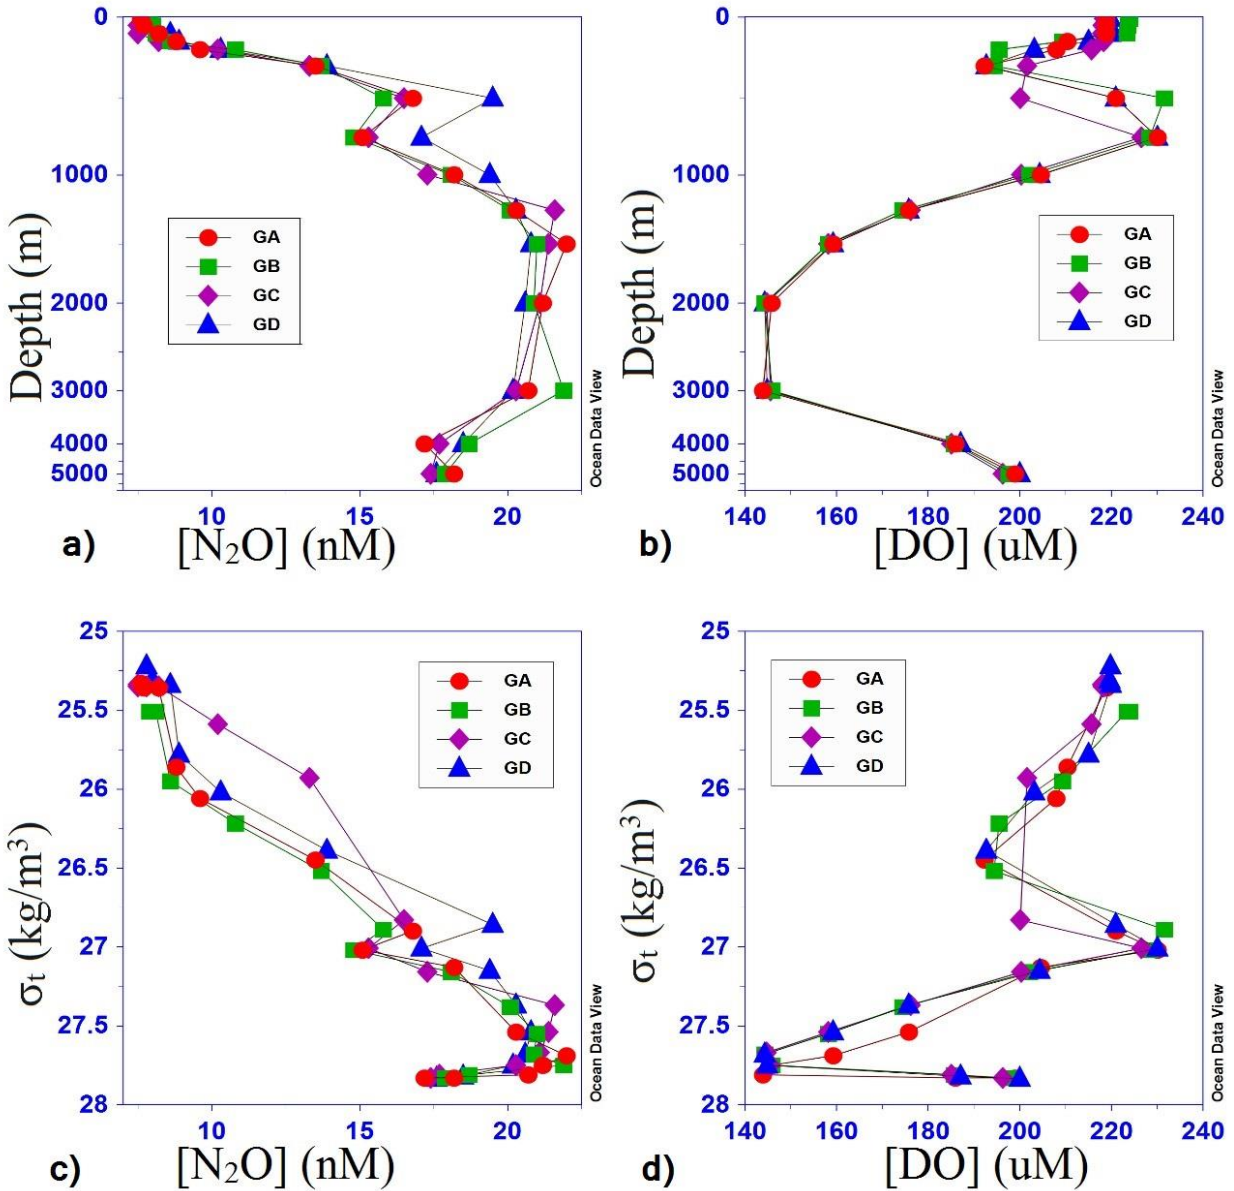 0
1000
2000
3000
4000
5000
Depth (m)
GA
GB
GC
GD
Ocean Data View
10
15
20
a)
[N₂O] (nM)
0
1000
2000
3000
4000
5000
Depth (m)
GA
GB
GC
GD
Ocean Data View
140
160
180
200
220
240
b)
[DO] (uM)
25
25.5
26
26.5
27
27.5
28
σt (kg/m³)
GA
GB
GC
GD
Ocean Data View
10
15
20
c)
[N₂O] (nM)
25
25.5
26
26.5
27
27.5
28
σt (kg/m³)
GA
GB
GC
GD
Ocean Data View
140
160
180
200
220
240
d)
[DO] (uM)